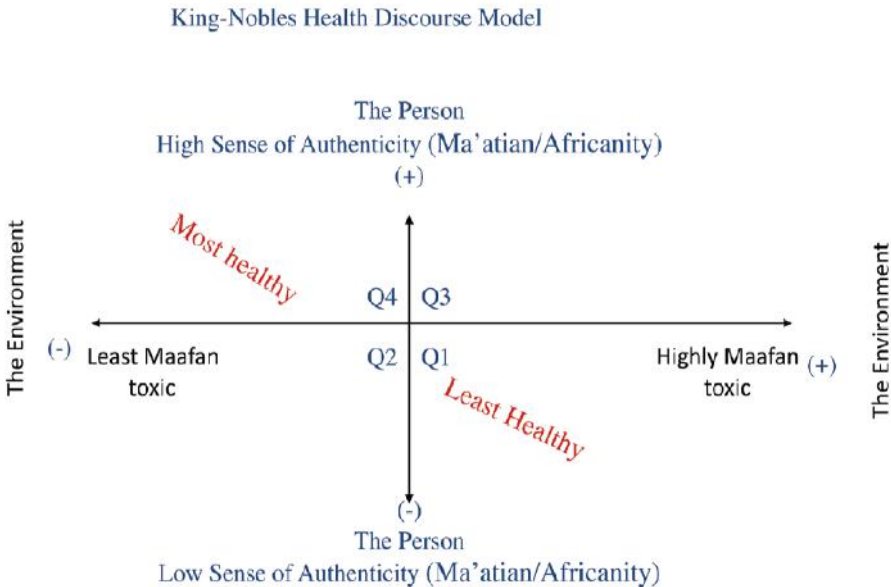 King-Nobles Health Discourse Model
The Person
High Sense of Authenticity (Ma'atian/Africanity)
(+)
Most healthy
The Environment
The Environment
Q4
Q3
(-)
Least Maafan
toxic
Q2
Q1
Highly Maafan
toxic
(+)
Least Healthy
(-)
The Person
Low Sense of Authenticity (Ma'atian/Africanity)